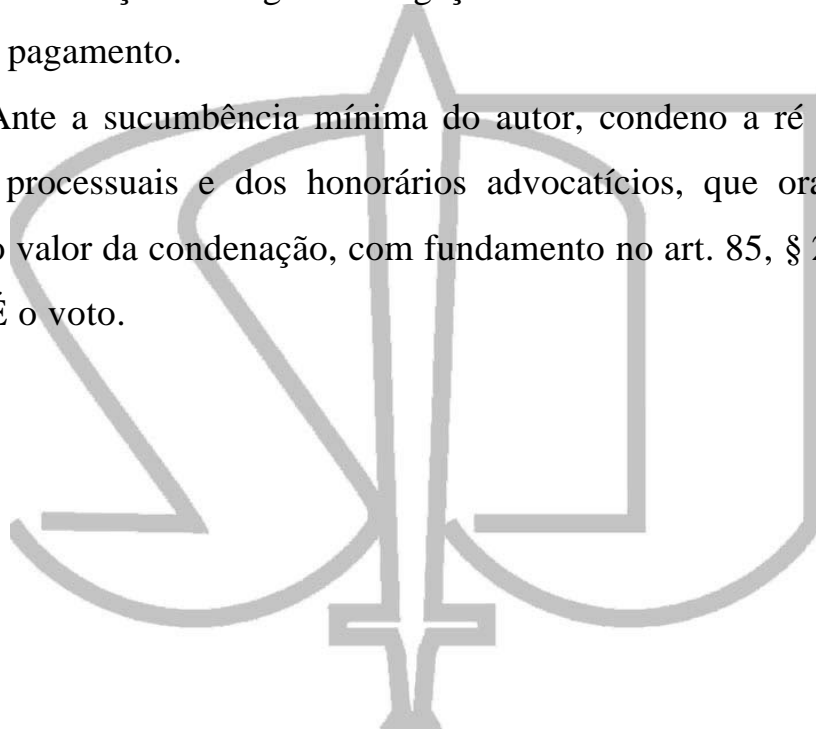 pagamento.
Ante a sucumbência mínima do autor, condeno a ré
processuais e dos honorários advocatícios, que ora
o valor da condenação, com fundamento no art. 85, § 2
É o voto.